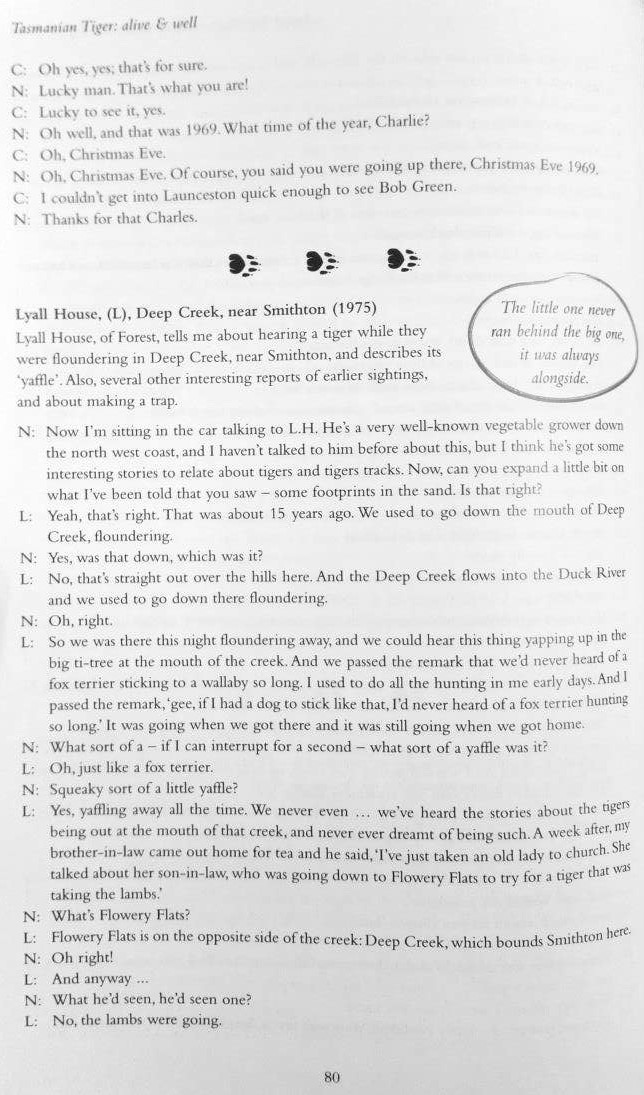 Tasmanian Tiger: alive & well
C: Oh yes, yes; that's for sure.
N: Lucky man. That's what you are!
C: Lucky to see it, yes.
N: Oh well, and that was 1969. What time of the year, Charlie?
C: Oh, Christmas Eve.
N: Oh, Christmas Eve. Of course, you said you were going up there, Christmas Eve 1969.
C: I couldn't get into Launceston quick enough to see Bob Green.
N: Thanks for that Charles.
Lyall House, (L), Deep Creek, near Smithton (1975)
Lyall House, of Forest, tells me about hearing a tiger while they
were floundering in Deep Creek, near Smithton, and describes its
'yaffle'. Also, several other interesting reports of earlier sightings,
and about making a trap.
The little one never
ran behind the big one,
it was always
alongside.
N: Now I'm sitting in the car talking to L.H. He's a very well-known vegetable grower down
the north west coast, and I haven't talked to him before about this, but I think he's got some
interesting stories to relate about tigers and tigers tracks. Now, can you expand a little bit on
what I've been told that you saw – some footprints in the sand. Is that right?
L: Yeah, that's right. That was about 15 years ago. We used to go down the mouth of Deep
Creek, floundering.
N: Yes, was that down, which was it?
L: No, that's straight out over the hills here. And the Deep Creek flows into the Duck River
and we used to go down there floundering.
N: Oh, right.
L: So we was there this night floundering away, and we could hear this thing yapping up in the
big ti-tree at the mouth of the creek. And we passed the remark that we'd never heard of a
fox terrier sticking to a wallaby so long. I used to do all the hunting in me early days. And I
passed the remark, 'gee, if I had a dog to stick like that, I'd never heard of a fox terrier hunting
so long.' It was going when we got there and it was still going when we got home.
N: What sort of a – if I can interrupt for a second – what sort of a yaffle was it?
L: Oh, just like a fox terrier.
N: Squeaky sort of a little yaffle?
L: Yes, yaffling away all the time. We never even … we've heard the stories about the tigers
being out at the mouth of that creek, and never ever dreamt of being such. A week after, my
brother-in-law came out home for tea and he said, 'I've just taken an old lady to church. She
talked about her son-in-law, who was going down to Flowery Flats to try for a tiger that was
taking the lambs.'
N: What's Flowery Flats?
L: Flowery Flats is on the opposite side of the creek: Deep Creek, which bounds Smithton here.
N: Oh right!
L: And anyway ...
N: What he'd seen, he'd seen one?
L: No, the lambs were going.
80